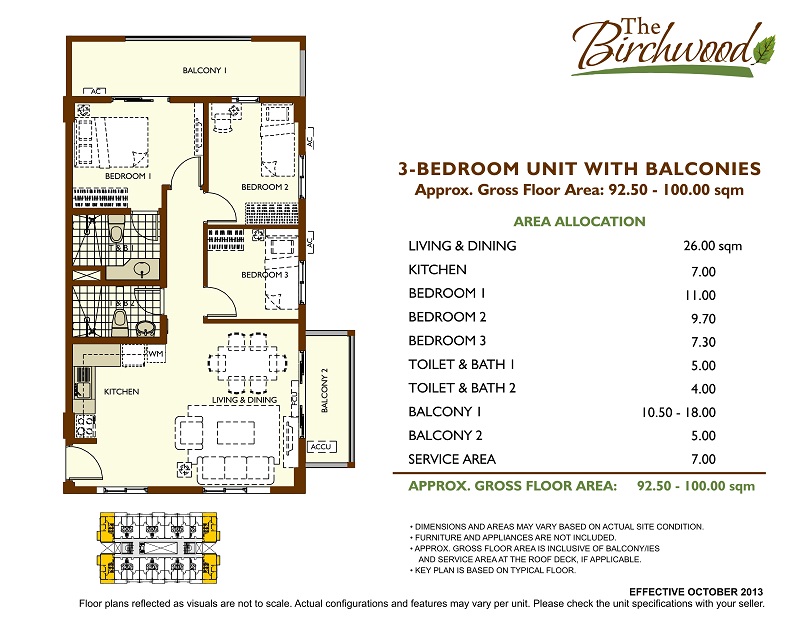 The
Birchwood
BALCONY 1
AC
BEDROOM 1
BEDROOM 2
AC
T & B
AC
BEDROOM 3
T & B 2
WM
KITCHEN
LIVING & DINING
FCU
BALCONY 2
ACCU
3-BEDROOM UNIT WITH BALCONIES
Approx. Gross Floor Area: 92.50 - 100.00 sqm
AREA ALLOCATION
LIVING & DINING 26.00 sqm
KITCHEN 7.00
BEDROOM 1 11.00
BEDROOM 2 9.70
BEDROOM 3 7.30
TOILET & BATH 1 5.00
TOILET & BATH 2 4.00
BALCONY 1 10.50 - 18.00
BALCONY 2 5.00
SERVICE AREA 7.00
APPROX. GROSS FLOOR AREA: 92.50 - 100.00 sqm
• DIMENSIONS AND AREAS MAY VARY BASED ON ACTUAL SITE CONDITION.
• FURNITURE AND APPLIANCES ARE NOT INCLUDED.
• APPROX. GROSS FLOOR AREA IS INCLUSIVE OF BALCONY/IES
AND SERVICE AREA AT THE ROOF DECK, IF APPLICABLE.
• KEY PLAN IS BASED ON TYPICAL FLOOR.
EFFECTIVE OCTOBER 2013
Floor plans reflected as visuals are not to scale. Actual configurations and features may vary per unit. Please check the unit specifications with your seller.